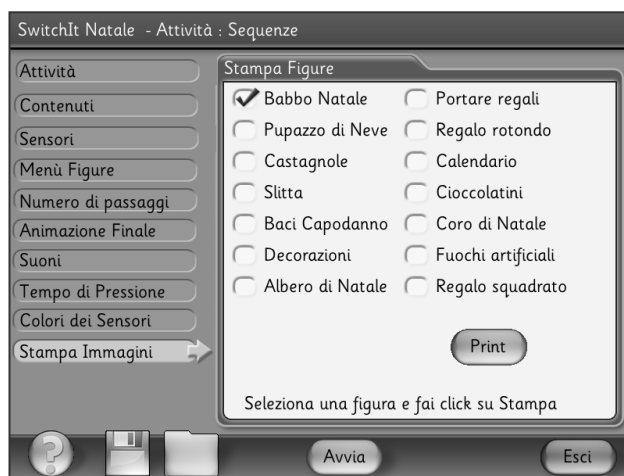 SwitchIt Natale - Attività : Sequenze
Attività
Contenuti
Sensori
Menù Figure
Numero di passaggi
Animazione Finale
Suoni
Tempo di Pressione
Colori dei Sensori
Stampa Immagini
Stampa Figure
Babbo Natale
Pupazzo di Neve
Castagnole
Slitta
Baci Capodanno
Decorazioni
Albero di Natale
Portare regali
Regalo rotondo
Calendario
Cioccolatini
Coro di Natale
Fuochi artificiali
Regalo squadrato
Print
Seleziona una figura e fai click su Stampa
?
Avvia
Esci